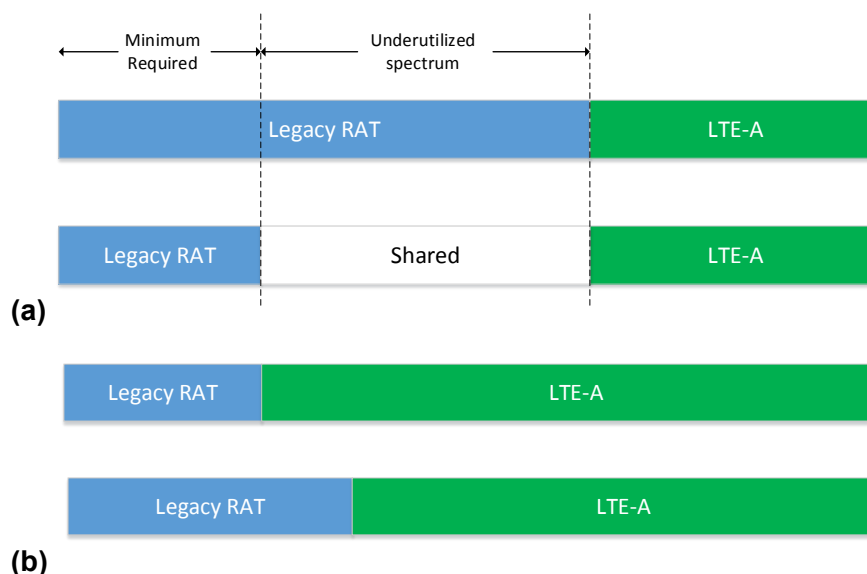 Minimum
Required
Underutilized
spectrum
Legacy RAT
LTE-A
Legacy RAT
Shared
LTE-A
(a)
Legacy RAT
LTE-A
Legacy RAT
LTE-A
(b)